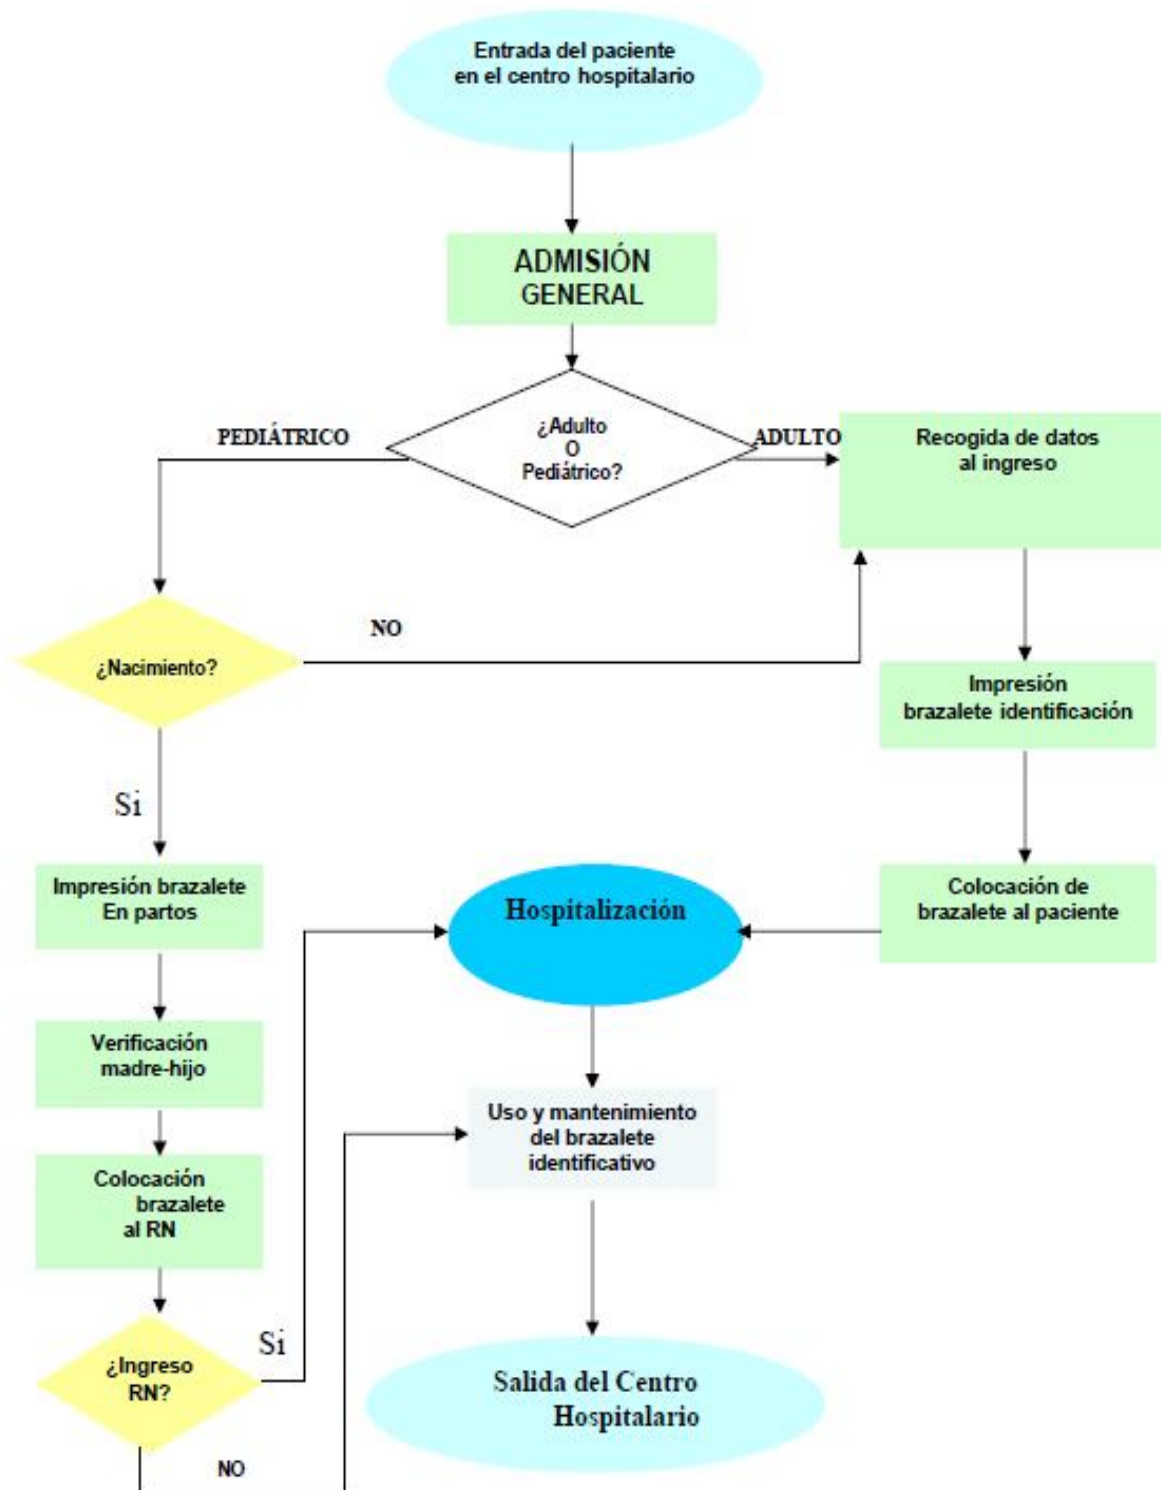 Entrada del paciente
en el centro hospitalario
ADMISIÓN
GENERAL
¿Adulto
O
Pediátrico?
PEDIÁTRICO
ADULTO
Recogida de datos
al ingreso
¿Nacimiento?
NO
Impresión
brazalete identificación
Si
Impresión brazalete
En partos
Hospitalización
Colocación de
brazalete al paciente
Verificación
madre-hijo
Uso y mantenimiento
del brazalete
identificativo
Colocación
brazalete
al RN
¿Ingreso
RN?
Si
NO
Salida del Centro
Hospitalario